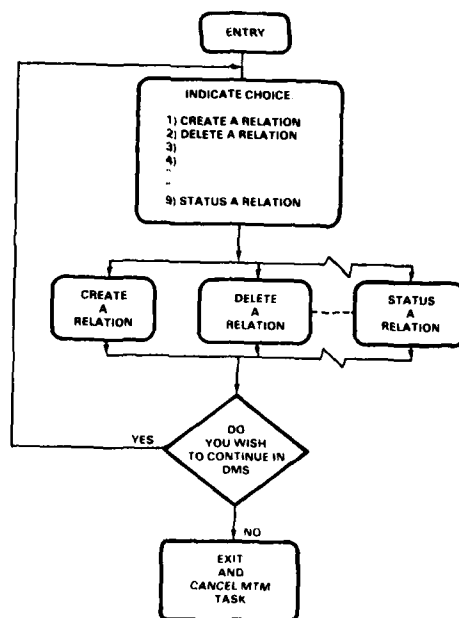 ENTRY
INDICATE CHOICE
1) CREATE A RELATION
2) DELETE A RELATION
3)
4)
9) STATUS A RELATION
CREATE
A
RELATION
DELETE
A
RELATION
STATUS
A
RELATION
DO
YOU WISH
TO CONTINUE IN
DMS
YES
NO
EXIT
AND
CANCEL MTM
TASK